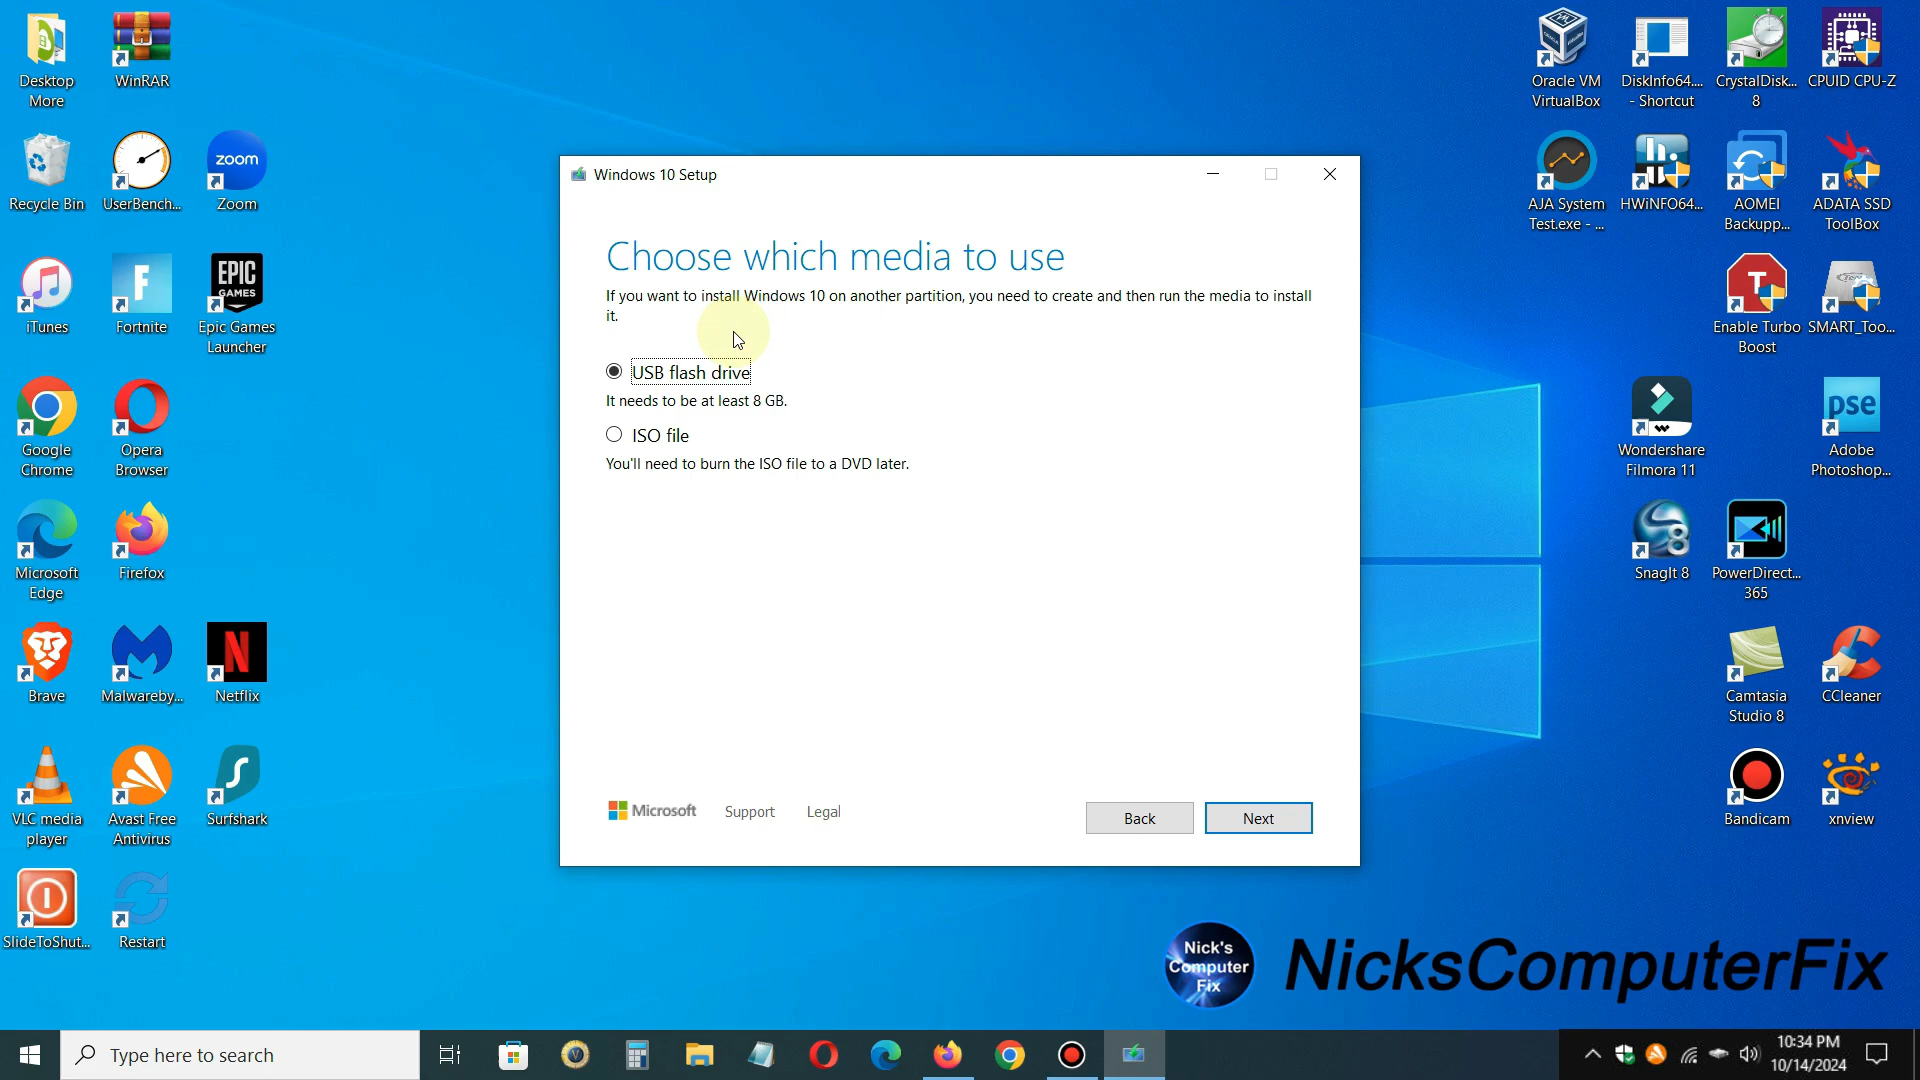 Desktop
More
WinRAR
Recycle Bin
UserBench...
zoom
Zoom
iTunes
F
Fortnite
EPIC
GAMES
Epic Games
Launcher
Google
Chrome
Opera
Browser
Microsoft
Edge
Firefox
Brave
Malwareby...
N
Netflix
VLC media
player
Avast Free
Antivirus
Surfshark
SlideToShut...
Restart
Windows 10 Setup
Choose which media to use
If you want to install Windows 10 on another partition, you need to create and then run the media to install
it.
USB flash drive
It needs to be at least 8 GB.
ISO file
You'll need to burn the ISO file to a DVD later.
Microsoft
Support
Legal
Back
Next
Oracle VM
VirtualBox
DiskInfo64....
- Shortcut
CrystalDisk...
8
CPUID CPU-Z
AJA System
Test.exe - ...
HWiNFO64...
AOMEI
Backupp...
ADATA SSD
ToolBox
T
Enable Turbo
Boost
SMART_Too...
Wondershare
Filmora 11
pse
Adobe
Photoshop...
SnagIt 8
PowerDirect...
365
Camtasia
Studio 8
CCleaner
Bandicam
xnview
Nick's
Computer
Fix
NicksComputerFix
Type here to search
10:34 PM
10/14/2024